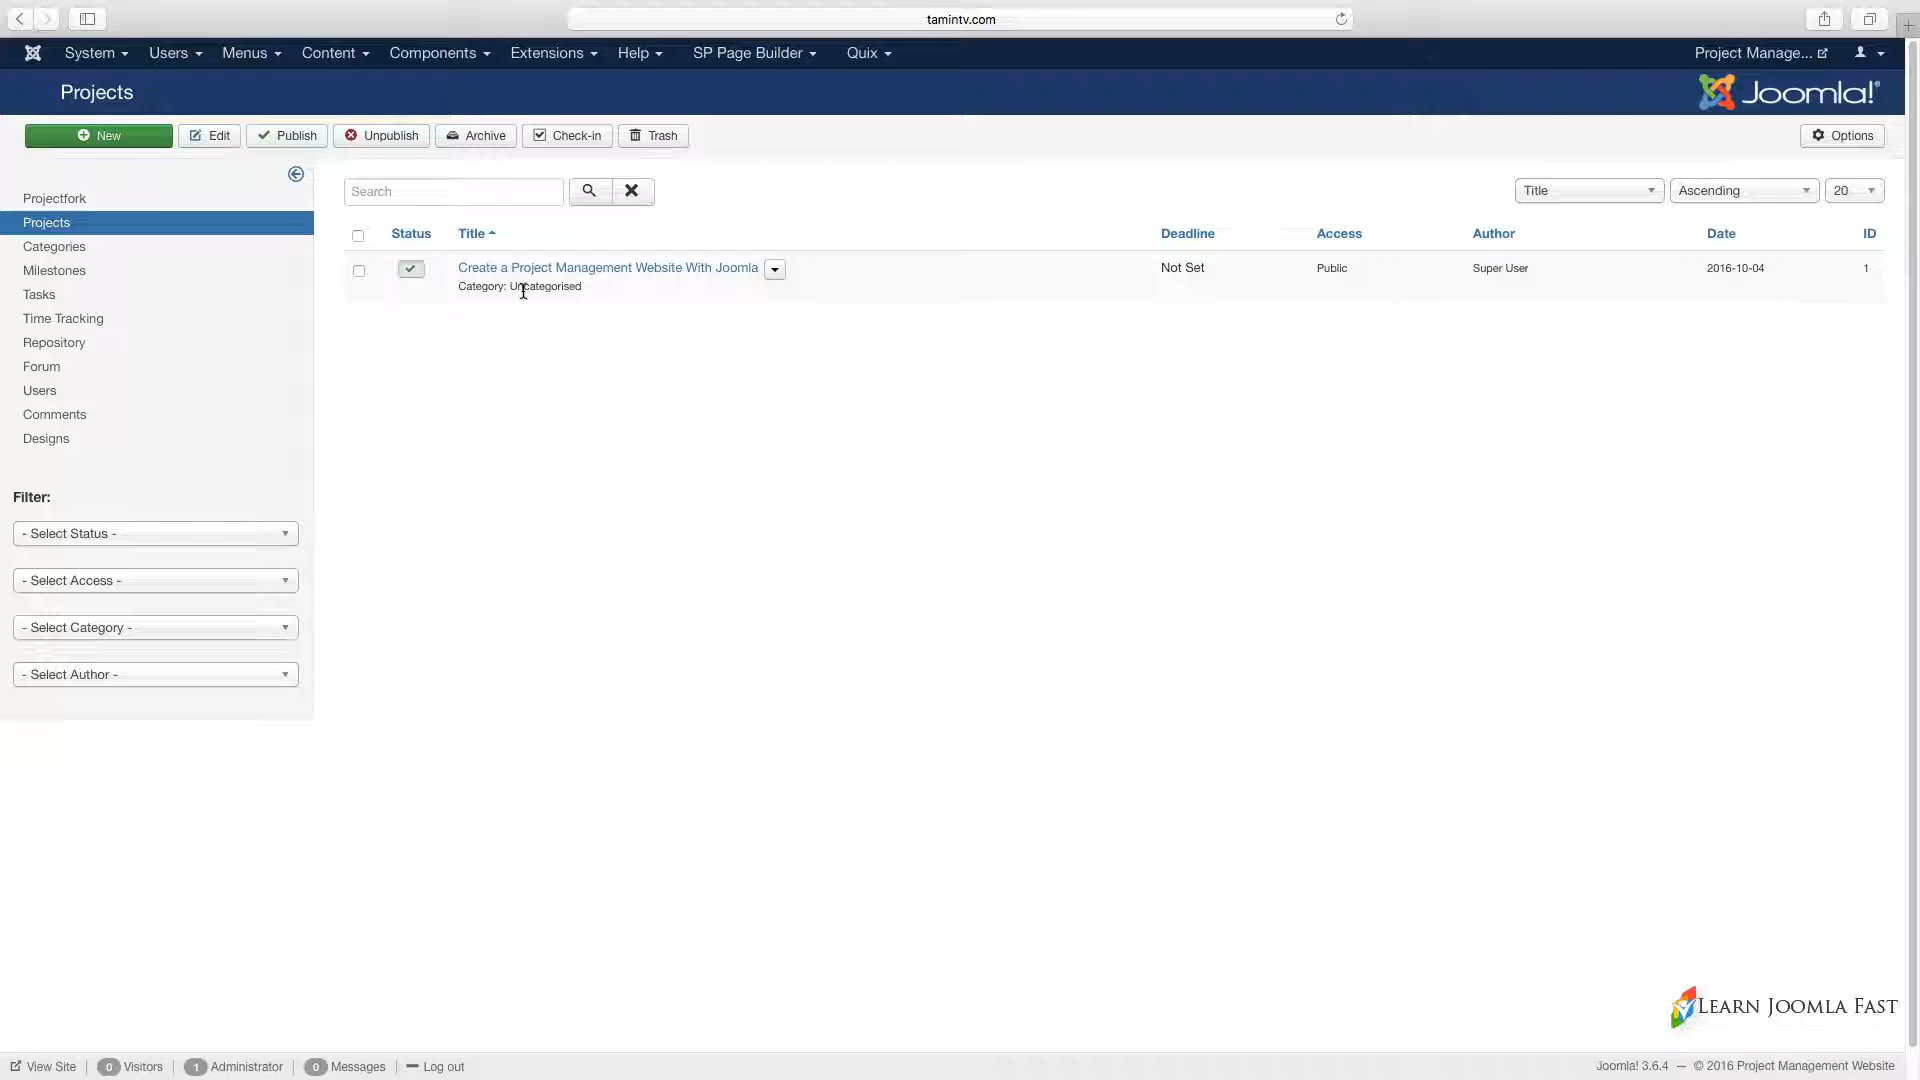 tamintv.com
System Users Menus Content Components Extensions Help SP Page Builder Quix Project Manage...
Projects Joomla!®
New Edit Publish Unpublish Archive Check-in Trash Options
Projectfork
Projects
Categories
Milestones
Tasks
Time Tracking
Repository
Forum
Users
Comments
Designs
Filter:
- Select Status -
- Select Access -
- Select Category -
- Select Author -
Search Title Ascending 20
Status Title Deadline Access Author Date ID
Create a Project Management Website With Joomla Not Set Public Super User 2016-10-04 1
Category: Uncategorised
LEARN JOOMLA FAST
View Site 0 Visitors 1 Administrator 0 Messages Log out Joomla! 3.6.4 — © 2016 Project Management Website